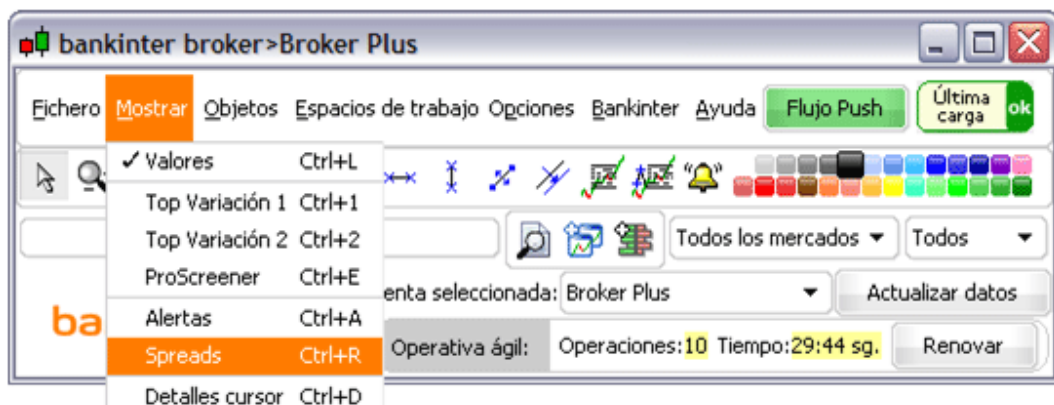 bankinter broker>Broker Plus
Fichero Mostrar Objetos Espacios de trabajo Opciones Bankinter Ayuda Flujo Push Última carga ok
Valores Ctrl+L
Top Variación 1 Ctrl+1
Top Variación 2 Ctrl+2
Todos los mercados Todos
ProScreener Ctrl+E
enta seleccionada: Broker Plus Actualizar datos
Alertas Ctrl+A
ba
Spreads Ctrl+R
Operativa ágil: Operaciones:10 Tiempo:29:44 sg. Renovar
Detalles cursor Ctrl+D